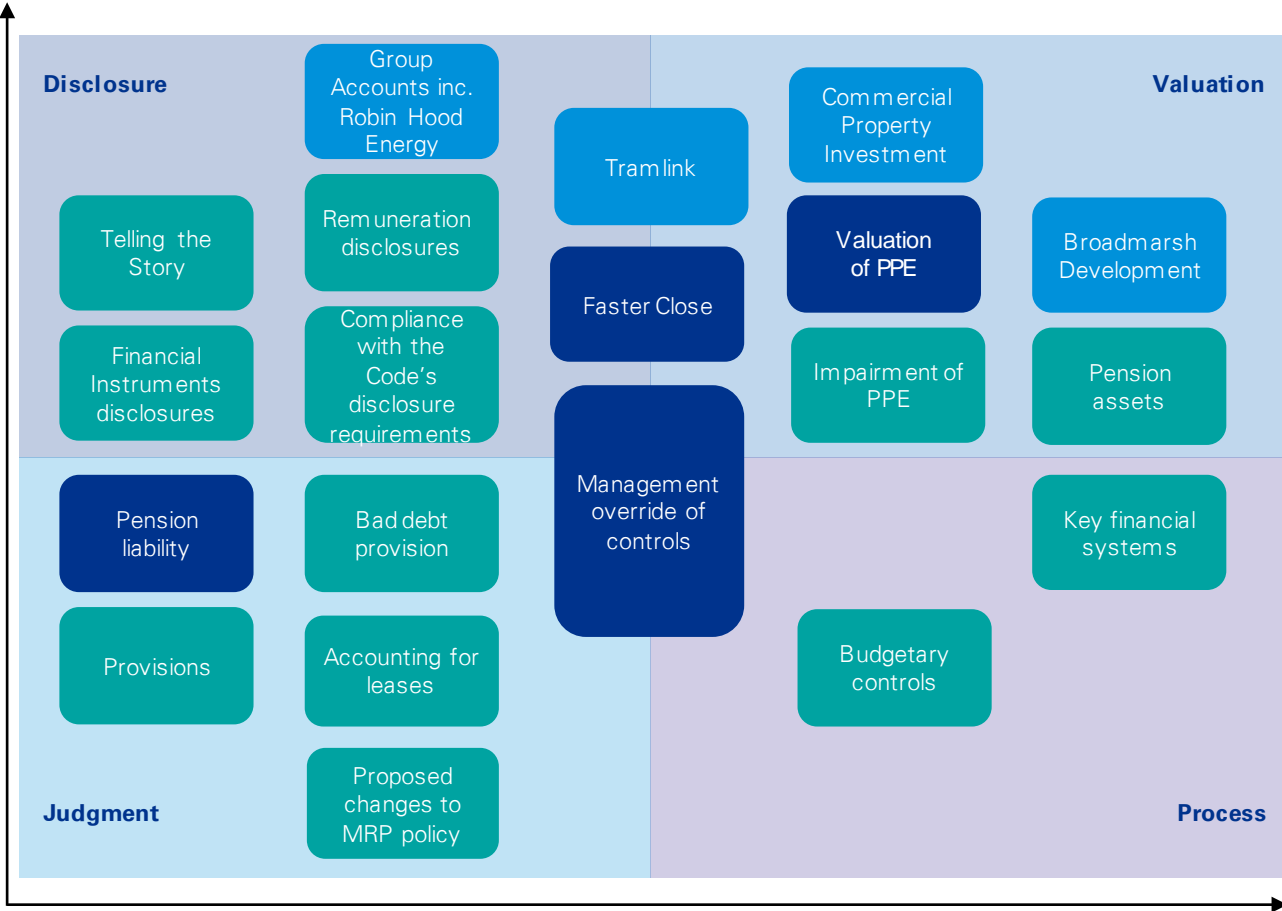 Disclosure
Group
Accounts inc.
Robin Hood
Energy
Telling the
Story
Remuneration
disclosures
Financial
Instruments
disclosures
Compliance
with the
Code's
disclosure
requirements
Tramlink
Faster Close
Management
override of
controls
Valuation
Commercial
Property
Investment
Valuation
of PPE
Broadmarsh
Development
Impairment of
PPE
Pension
assets
Pension
liability
Bad debt
provision
Provisions
Accounting for
leases
Proposed
changes to
MRP policy
Judgment
Key financial
systems
Budgetary
controls
Process